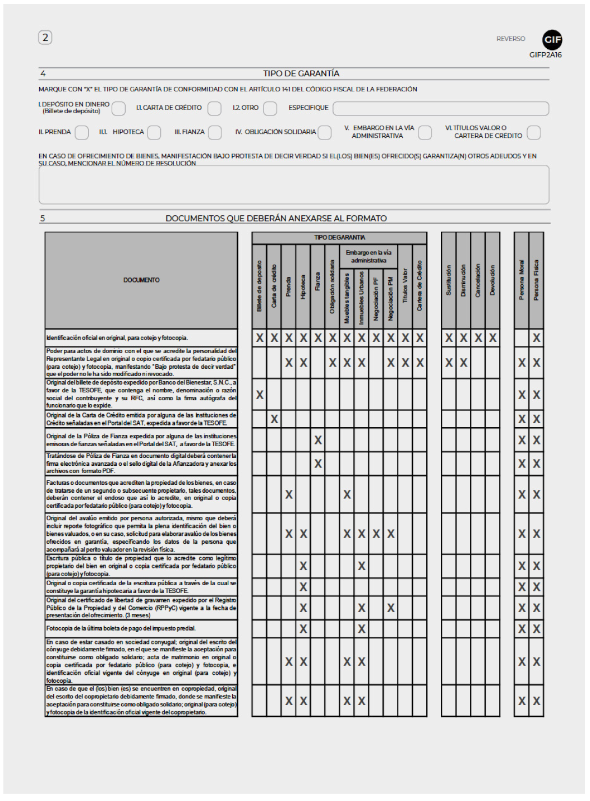 2
REVERSO
GIF
GIFP2A16
4 TIPO DE GARANTÍA
MARQUE CON "X" EL TIPO DE GARANTÍA DE CONFORMIDAD CON EL ARTÍCULO 141 DEL CÓDIGO FISCAL DE LA FEDERACIÓN
I.DEPÓSITO EN DINERO (Billete de depósito) I.1.CARTA DE CRÉDITO I.2. OTRO ESPECIFIQUE
II. PRENDA II.1. HIPOTECA III. FIANZA IV. OBLIGACIÓN SOLIDARIA V. EMBARGO EN LA VÍA ADMINISTRATIVA VI. TÍTULOS VALOR O CARTERA DE CRÉDITO
EN CASO DE OFRECIMIENTO DE BIENES, MANIFESTACIÓN BAJO PROTESTA DE DECIR VERDAD SI EL(LOS) BIEN(ES) OFRECIDO(S) GARANTIZA(N) OTROS ADEUDOS Y EN
SU CASO, MENCIONAR EL NÚMERO DE RESOLUCIÓN
5 DOCUMENTOS QUE DEBERÁN ANEXARSE AL FORMATO
DOCUMENTO
TIPO DE GARANTIA
Embargo en la vía
administrativa
Billete de deposito
Carta de crédito
Prenda
Hipoteca
Fianza
Obligación solidaria
Muebles tangibles
Inmuebles Urbanos
Negociación PF
Negociación PM
Títulos Valor
Cartera de Crédito
Sustitución
Disminución
Cancelación
Devolución
Persona Moral
Persona Física
Identificación oficial en original, para cotejo y fotocopia. X X X X X X X X X X X X X X X X X
Poder para actos de dominio con el que se acredite la personalidad del
Representante Legal en original o copia certificada por fedatario público
(para cotejo) y fotocopia, manifestando "Bajo protesta de decir verdad"
que el poder no le ha sido modificado ni revocado.
X X X X X X X X X X X X
Original del billete de depósito expedido por Banco del Bienestar, S.N.C., a
favor de la TESOFE, que contenga el nombre, denominación o razón
social del contribuyente y su RFC, así como la firma autógrafa del
funcionario que lo expide.
X X X
Original de la Carta de Crédito emitida por alguna de las instituciones de
Crédito señaladas en el Portal del SAT, expedida a favor de la TESOFE.
X X X
Original de la Póliza de Fianza expedida por alguna de las instituciones
emisoras de fianzas señaladas en el Portal del SAT, a favor de la TESOFE.
X X X
Tratándose de Póliza de Fianza en documento digital deberá contener la
firma electrónica avanzada o el sello digital de la Afianzadora y anexar los
archivos con formato PDF.
X X X
Facturas o documentos que acrediten la propiedad de los bienes, en caso
de tratarse de un segundo o subsecuente propietario, tales documentos,
deberán contener el endoso que así lo acredite, en original o copia
certificada por fedatario público (para cotejo) y fotocopia.
X X X X
Original del avalúo emitido por persona autorizada, mismo que deberá
incluir reporte fotográfico que permita la plena identificación del bien o
bienes valuados, o en su caso, solicitud para elaborar avalúo de los bienes
ofrecidos en garantía, especificando los datos de la persona que
acompañará al perito valuador en la revisión física.
X X X X X X X X
Escritura pública o título de propiedad que lo acredite como legítimo
propietario del bien en original o copia certificada por fedatario público
(para cotejo) y fotocopia.
X X X X
Original o copia certificada de la escritura pública a través de la cual se
constituye la garantía hipotecaria a favor de la TESOFE.
X X X
Original del certificado de libertad de gravamen expedido por el Registro
Público de la Propiedad y del Comercio (RPPyC) vigente a la fecha de
presentación del ofrecimiento. (3 meses)
X X X X X
Fotocopia de la última boleta de pago del impuesto predial. X X X X
En caso de estar casado en sociedad conyugal; original del escrito del
cónyuge debidamente firmado, en el que se manifieste la aceptación para
constituirse como obligado solidario; acta de matrimonio en original o
copia certificada por fedatario público (para cotejo) y fotocopia, e
identificación oficial vigente del cónyuge en original (para cotejo) y
fotocopia.
X X X X X X
En caso de que el (los) bien (es) se encuentren en copropiedad, original
del escrito del copropietario debidamente firmado, donde se manifieste la
aceptación para constituirse como obligado solidario; original (para cotejo)
y fotocopia de la identificación oficial vigente del copropietario.
X X X X X X